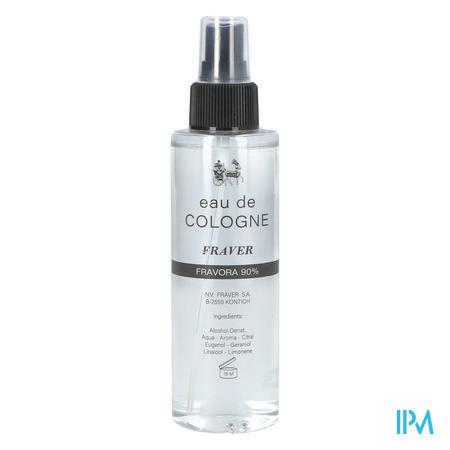 eau de
COLOGNE
FRAVER
FRAVORA 90%
N.V. FRAVER S.A.
B-2550 KONTICH
Ingredients:
Alcohol Denat.,
Aqua - Aroma - Citral
Eugenol - Geraniol
Linalool - Limonene
18 M
IPM